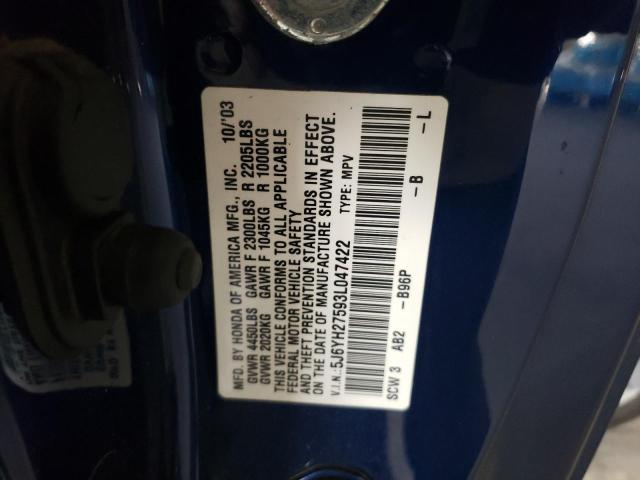 MFD. BY HONDA OF AMERICA MFG., INC. 10/'03
GVWR 4450LBS GAWR F 2300LBS R 2205LBS
GVWR 2020KG GAWR F 1045KG R 1000KG
THIS VEHICLE CONFORMS TO ALL APPLICABLE
FEDERAL MOTOR VEHICLE SAFETY
AND THEFT PREVENTION STANDARDS IN EFFECT
ON THE DATE OF MANUFACTURE SHOWN ABOVE.
V.I.N.:5J6YH27593L047422 TYPE: MPV
SCW 3 AB2 -B96P -B -L